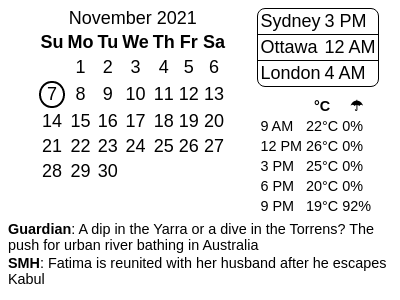 November 2021
Su Mo Tu We Th Fr Sa
1 2 3 4 5 6
7 8 9 10 11 12 13
14 15 16 17 18 19 20
21 22 23 24 25 26 27
28 29 30
Sydney 3 PM
Ottawa 12 AM
London 4 AM
°C ☂
9 AM 22°C 0%
12 PM 26°C 0%
3 PM 25°C 0%
6 PM 20°C 0%
9 PM 19°C 92%
Guardian: A dip in the Yarra or a dive in the Torrens? The
push for urban river bathing in Australia
SMH: Fatima is reunited with her husband after he escapes
Kabul